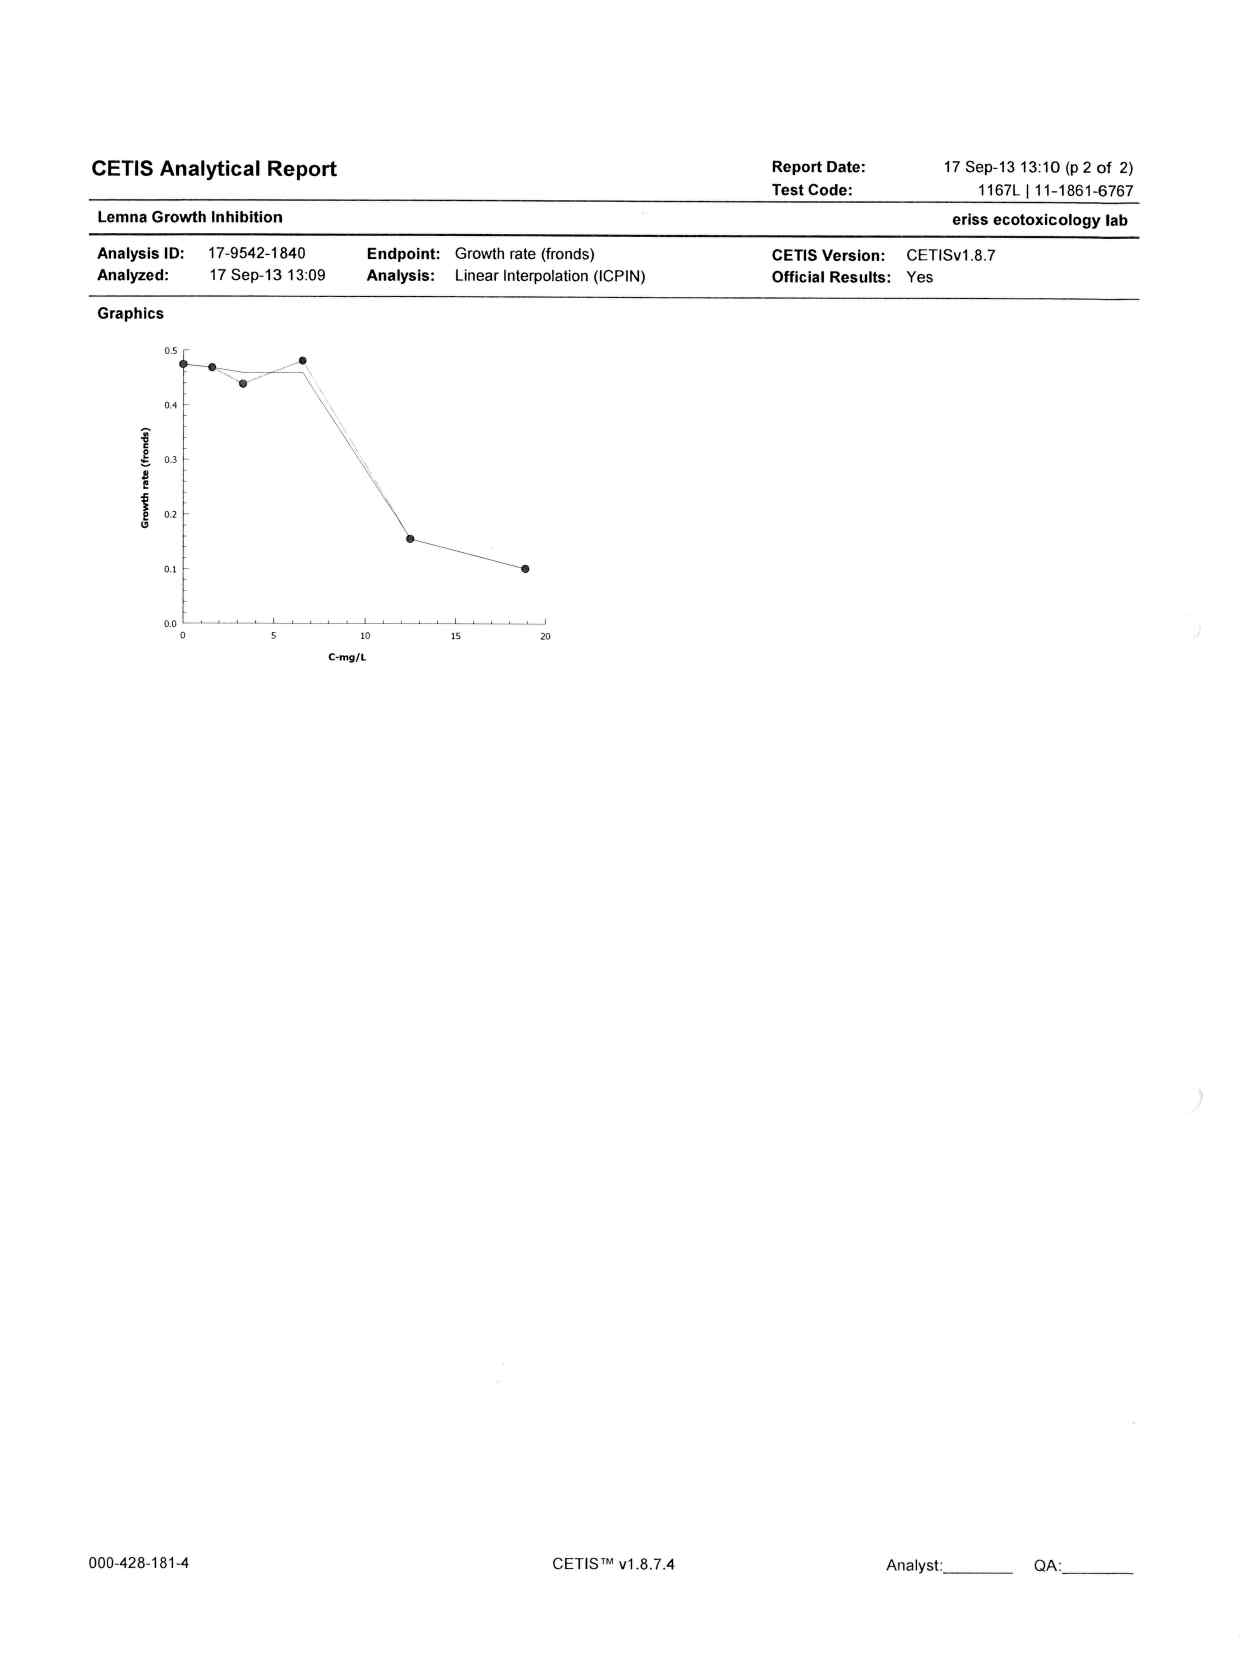 CETIS Analytical Report
Report Date: 17 Sep-13 13:10 (p 2 of 2)
Test Code: 1167L | 11-1861-6767
Lemna Growth Inhibition eriss ecotoxicology lab
Analysis ID: 17-9542-1840 Endpoint: Growth rate (fronds) CETIS Version: CETISv1.8.7
Analyzed: 17 Sep-13 13:09 Analysis: Linear Interpolation (ICPIN) Official Results: Yes
Graphics
0.5
0.4
0.3
0.2
0.1
0.0
Growth rate (fronds)
0 5 10 15 20
C-mg/L
000-428-181-4 CETIS™ v1.8.7.4 Analyst:_______ QA:_______